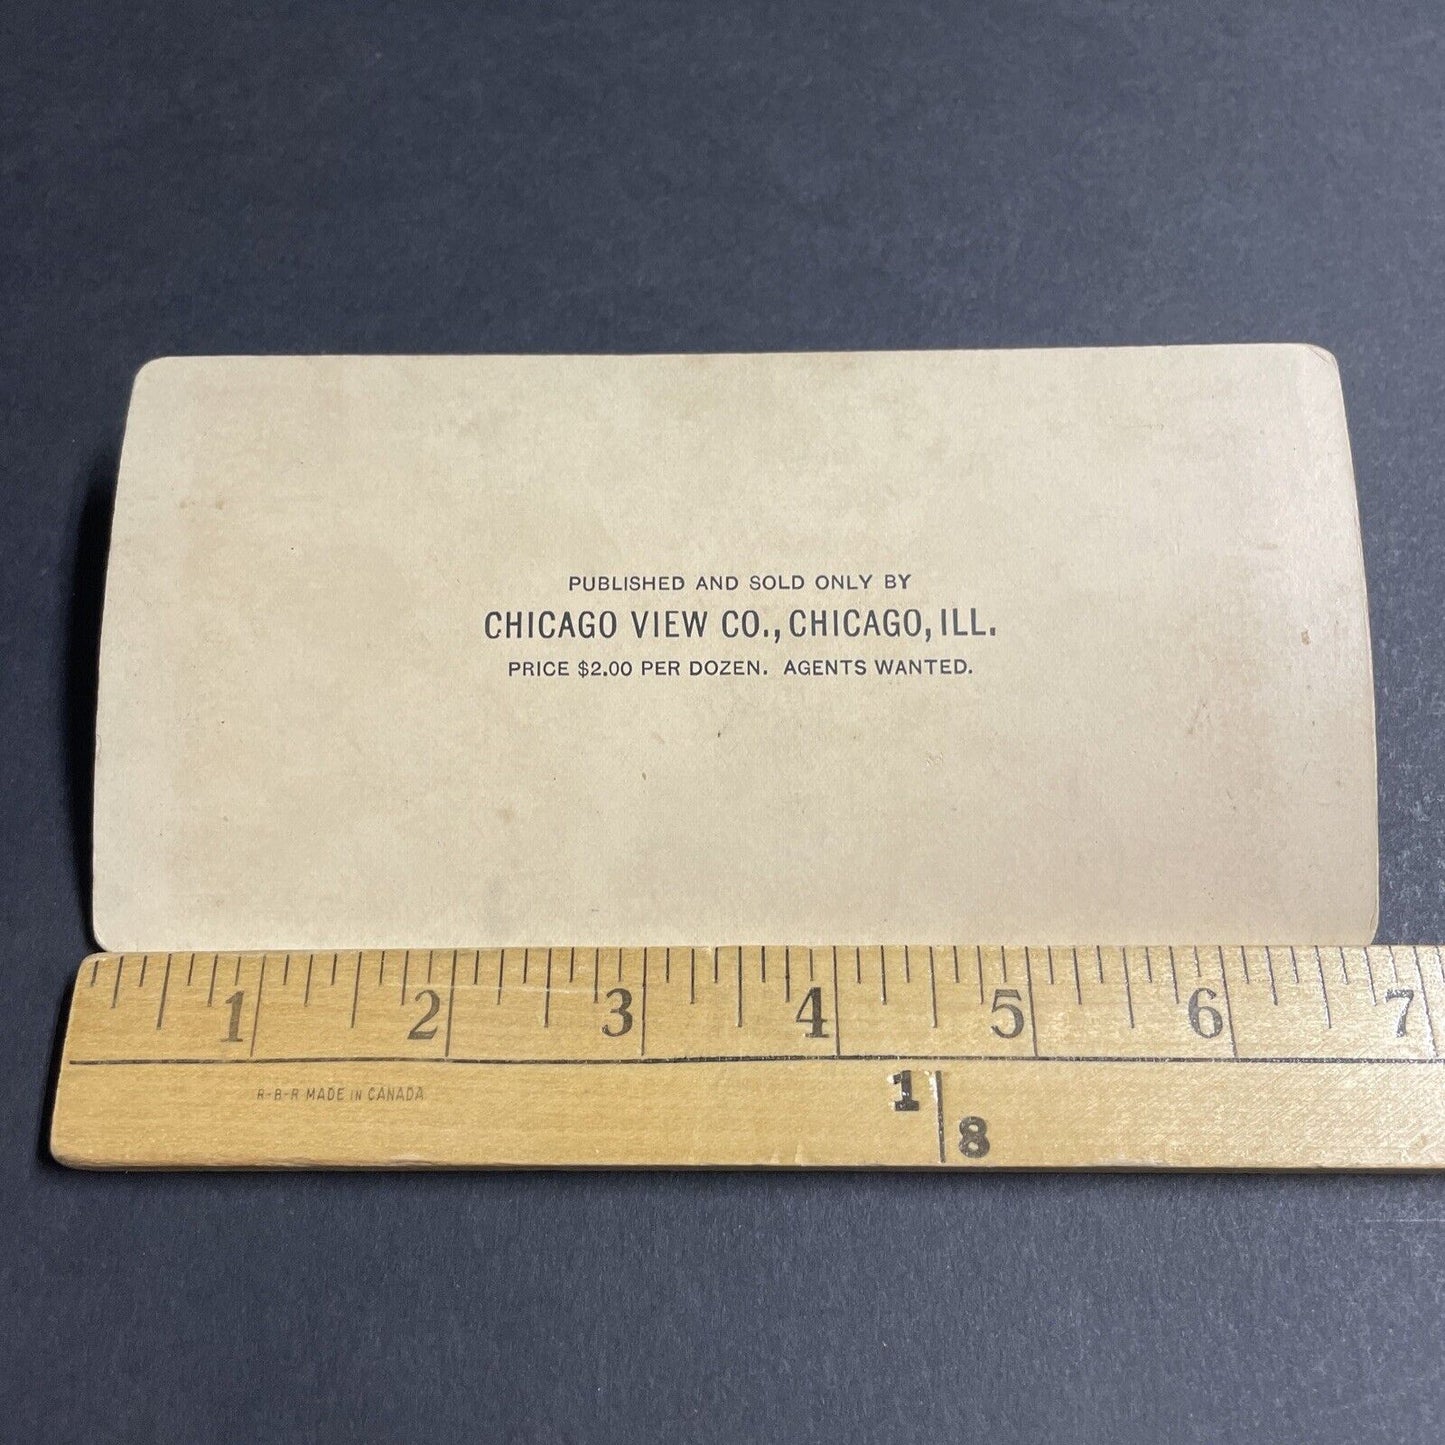 PUBLISHED AND SOLD ONLY BY
CHICAGO VIEW CO., CHICAGO, ILL.
PRICE $2.00 PER DOZEN. AGENTS WANTED.
1 2 3 4 5 6 7
R-B-R MADE IN CANADA
1
8